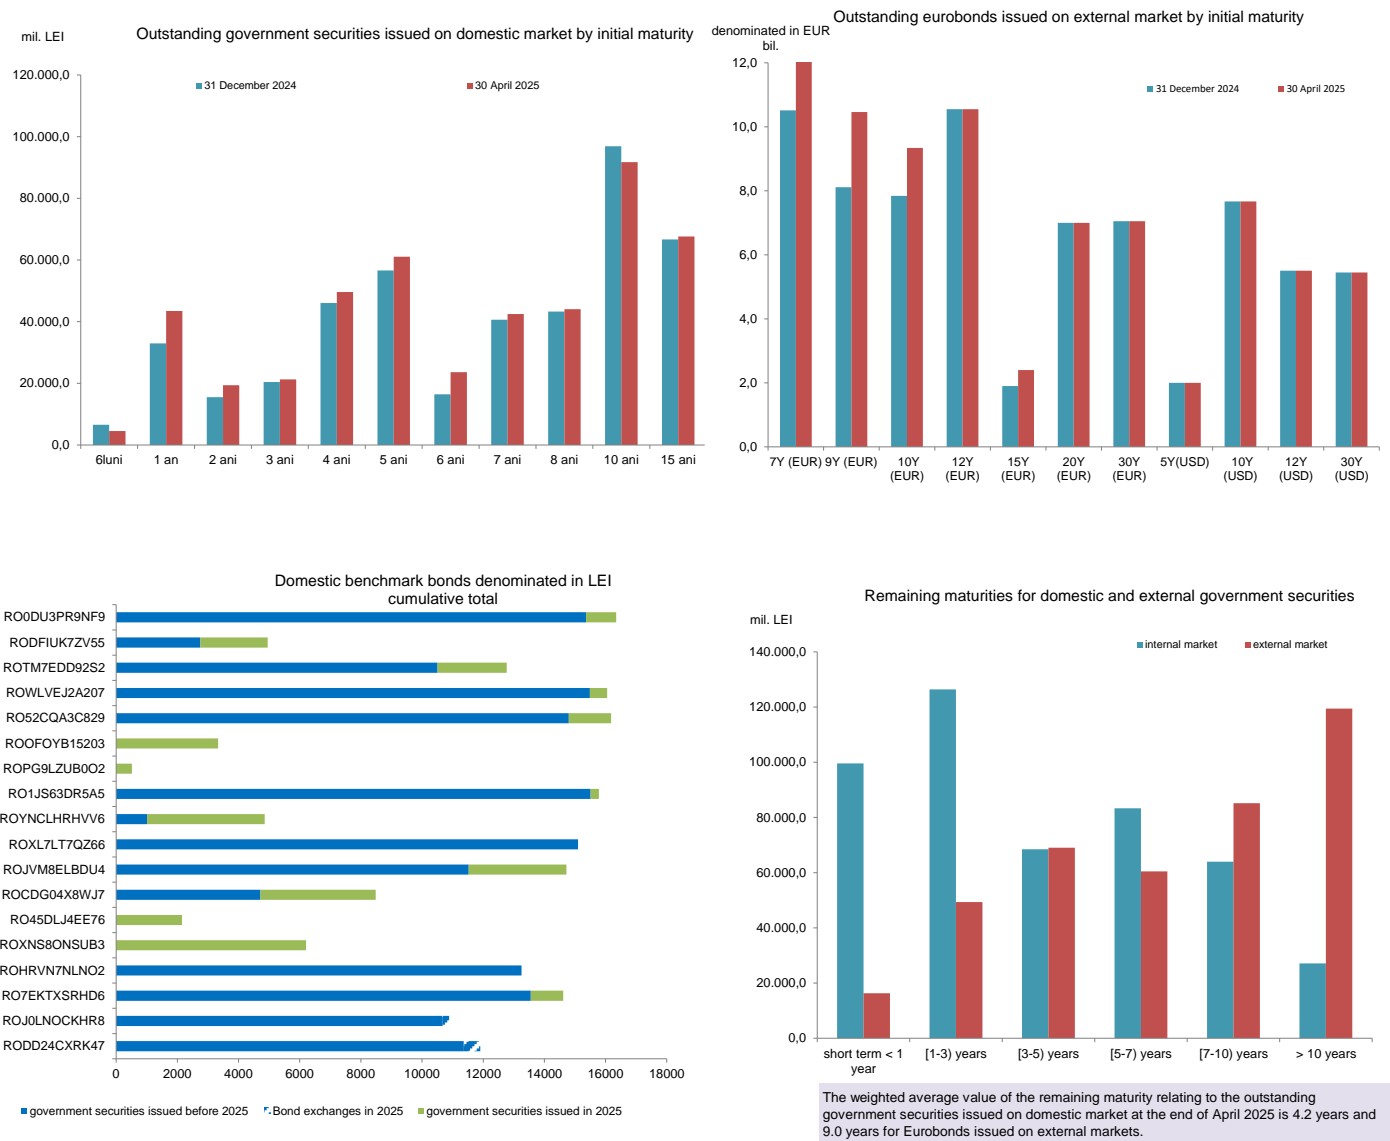 Outstanding government securities issued on domestic market by initial maturity
mil. LEI
31 December 2024
30 April 2025
120.000,0
100.000,0
80.000,0
60.000,0
40.000,0
20.000,0
0,0
6luni
1 ani
2 ani
3 ani
4 ani
5 ani
6 ani
7 ani
8 ani
10 ani
15 ani
Outstanding eurobonds issued on external market by initial maturity
denominated in EUR
bil.
31 December 2024
30 April 2025
12,0
10,0
8,0
6,0
4,0
2,0
0,0
7Y (EUR)
9Y (EUR)
10Y
(EUR)
12Y
(EUR)
15Y
(EUR)
20Y
(EUR)
30Y
(EUR)
5Y(USD)
10Y
(USD)
12Y
(USD)
30Y
(USD)
Domestic benchmark bonds denominated in LEI
cumulative total
RO0DU3PR9NF9
RODFIUK7ZV55
ROTM7EDD92S2
ROWLVEJ2A207
RO52CQA3C829
ROOFOYB15203
ROPG9LZUB0O2
RO1JS63DR5A5
ROYNCLHRHVV6
ROXL7LT7QZ66
ROJVM8ELBDU4
ROCDG04X8WJ7
RO45DLJ4EE76
ROXNS8ONSUB3
ROHRVN7NLNO2
RO7EKTXSRHD6
ROJ0LNOCKHR8
RODD24CXRK47
0
2000
4000
6000
8000
10000
12000
14000
16000
18000
government securities issued before 2025
Bond exchanges in 2025
government securities issued in 2025
Remaining maturities for domestic and external government securities
mil. LEI
internal market
external market
140.000,0
120.000,0
100.000,0
80.000,0
60.000,0
40.000,0
20.000,0
0,0
short term < 1
year
[1-3) years
[3-5) years
[5-7) years
[7-10) years
> 10 years
The weighted average value of the remaining maturity relating to the outstanding
government securities issued on domestic market at the end of April 2025 is 4.2 years and
9.0 years for Eurobonds issued on external markets.